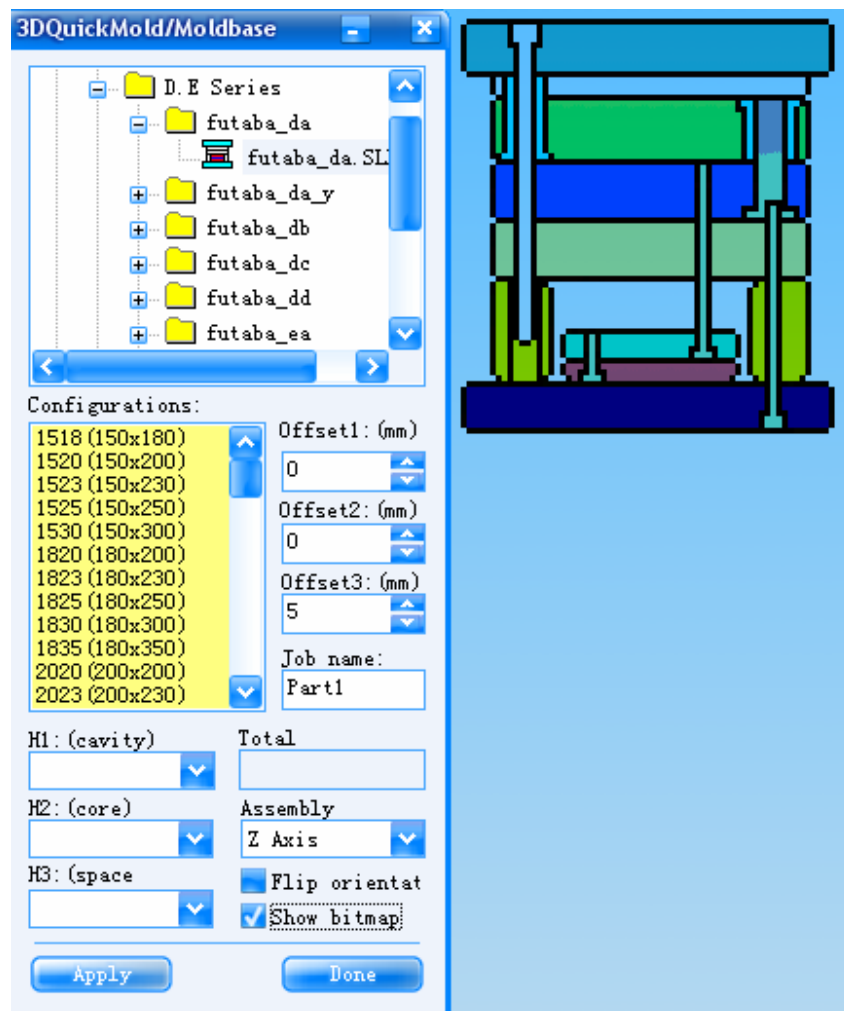 3DQuickMold/Moldbase
D.E Series
futaba_da
futaba_da.SL
futaba_da_y
futaba_db
futaba_dc
futaba_dd
futaba_ea
Configurations:
1518 (150x180)
1520 (150x200)
1523 (150x230)
1525 (150x250)
1530 (150x300)
1820 (180x200)
1823 (180x230)
1825 (180x250)
1830 (180x300)
1835 (180x350)
2020 (200x200)
2023 (200x230)
Offset1: (mm)
0
Offset2: (mm)
0
Offset3: (mm)
5
Job name:
Part1
H1: (cavity)
Total
H2: (core)
Assembly
Z Axis
H3: (space
Flip orientat
Show bitmap
Apply
Done